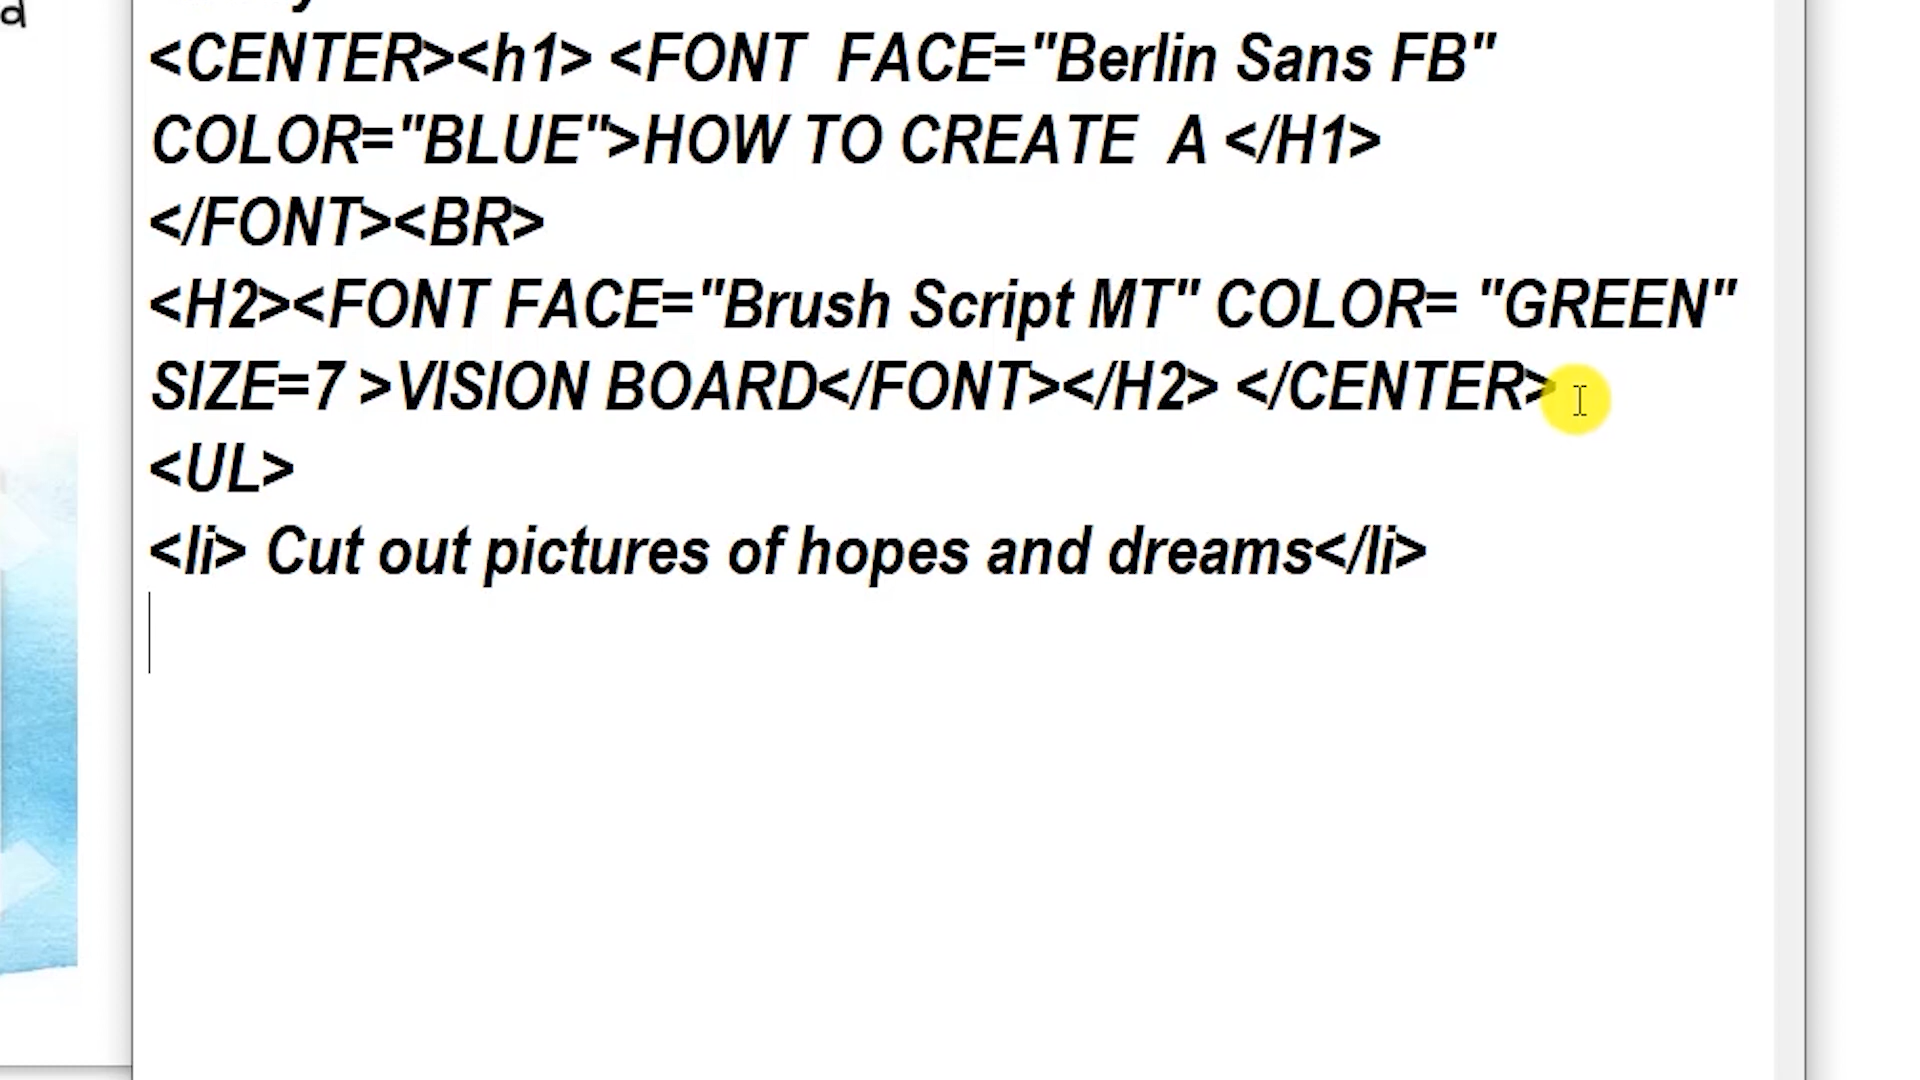 <CENTER><h1> <FONT  FACE="Berlin Sans FB"
COLOR="BLUE">HOW TO CREATE  A </H1>
</FONT><BR>
<H2><FONT FACE="Brush Script MT" COLOR= "GREEN"
SIZE=7 >VISION BOARD</FONT></H2> </CENTER>
<UL>
<li> Cut out pictures of hopes and dreams</li>